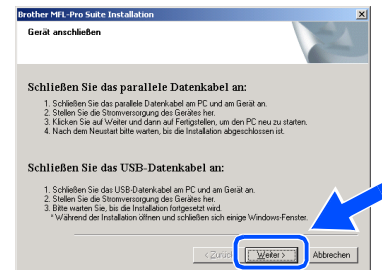 Brother MFL-Pro Suite Installation
Gerät anschließen
Schließen Sie das parallele Datenkabel an:
1. Schließen Sie das parallele Datenkabel am PC und am Gerät an.
2. Stellen Sie die Stromversorgung des Gerätes her.
3. Klicken Sie auf Weiter und dann auf Fertigstellen, um den PC neu zu starten.
4. Nach dem Neustart bitte warten, bis die Installation abgeschlossen ist.
Schließen Sie das USB-Datenkabel an:
1. Schließen Sie das USB-Datenkabel am PC und am Gerät an.
2. Stellen Sie die Stromversorgung des Gerätes her.
3. Bitte warten Sie, bis die Installation fortgesetzt wird.
* Während der Installation öffnen und schließen sich einige Windows-Fenster.
< Zurück Weiter > Abbrechen